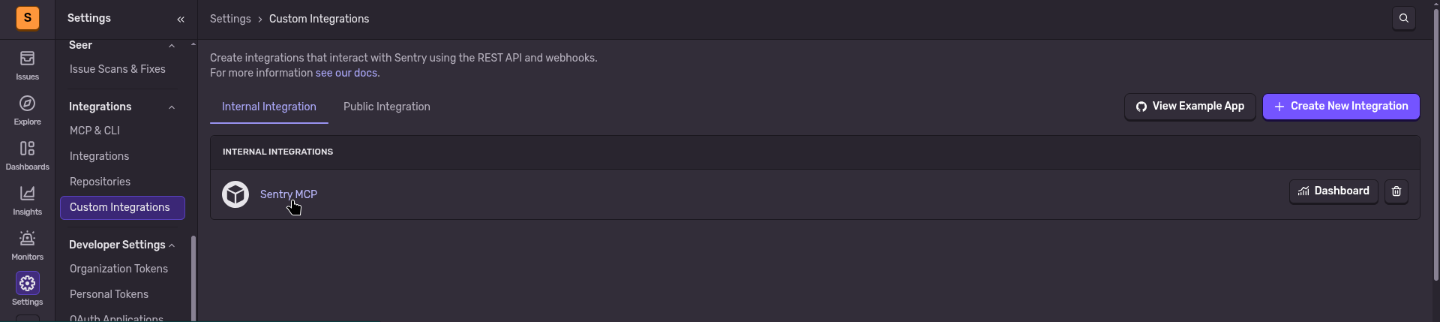 S
Issues
Explore
Dashboards
Insights
Monitors
Settings
Settings
«
Seer
Issue Scans & Fixes
Integrations
MCP & CLI
Integrations
Repositories
Custom Integrations
Developer Settings
Organization Tokens
Personal Tokens
OAuth Applications
Settings > Custom Integrations
Create integrations that interact with Sentry using the REST API and webhooks.
For more information see our docs.
Internal Integration Public Integration
View Example App
+ Create New Integration
INTERNAL INTEGRATIONS
Sentry MCP
Dashboard